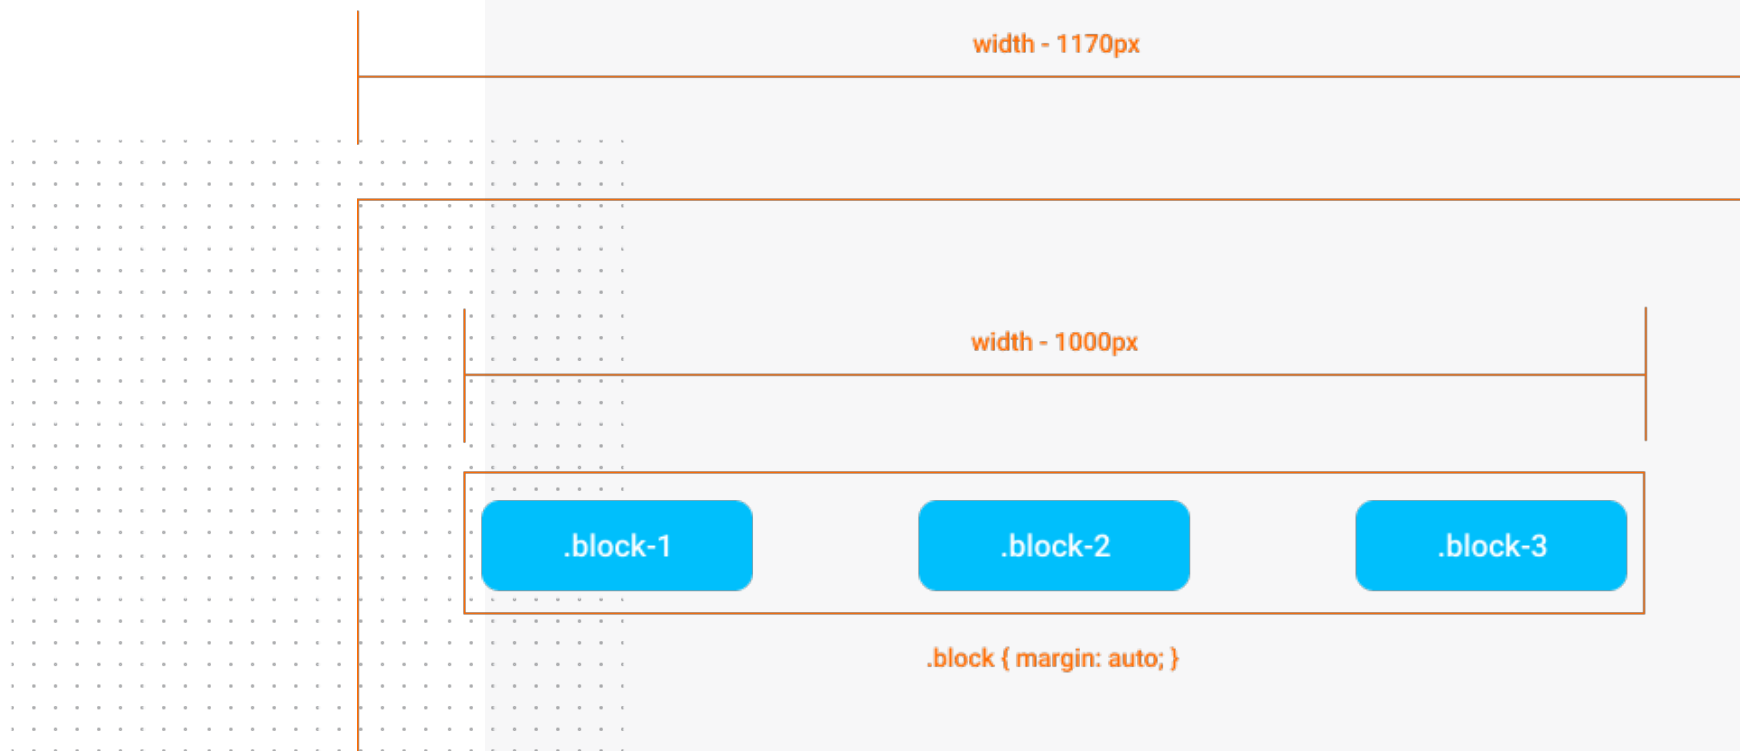 width - 1170px
width - 1000px
.block-1
.block-2
.block-3
.block { margin: auto; }